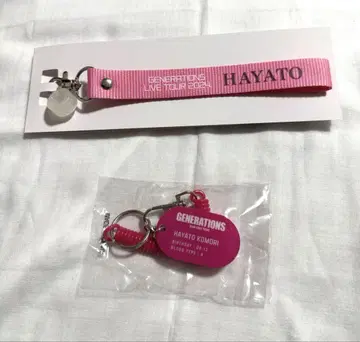 GENERATIONS
LIVE TOUR 2024
HAYATO
GENERATIONS
HAYATO KOMORI